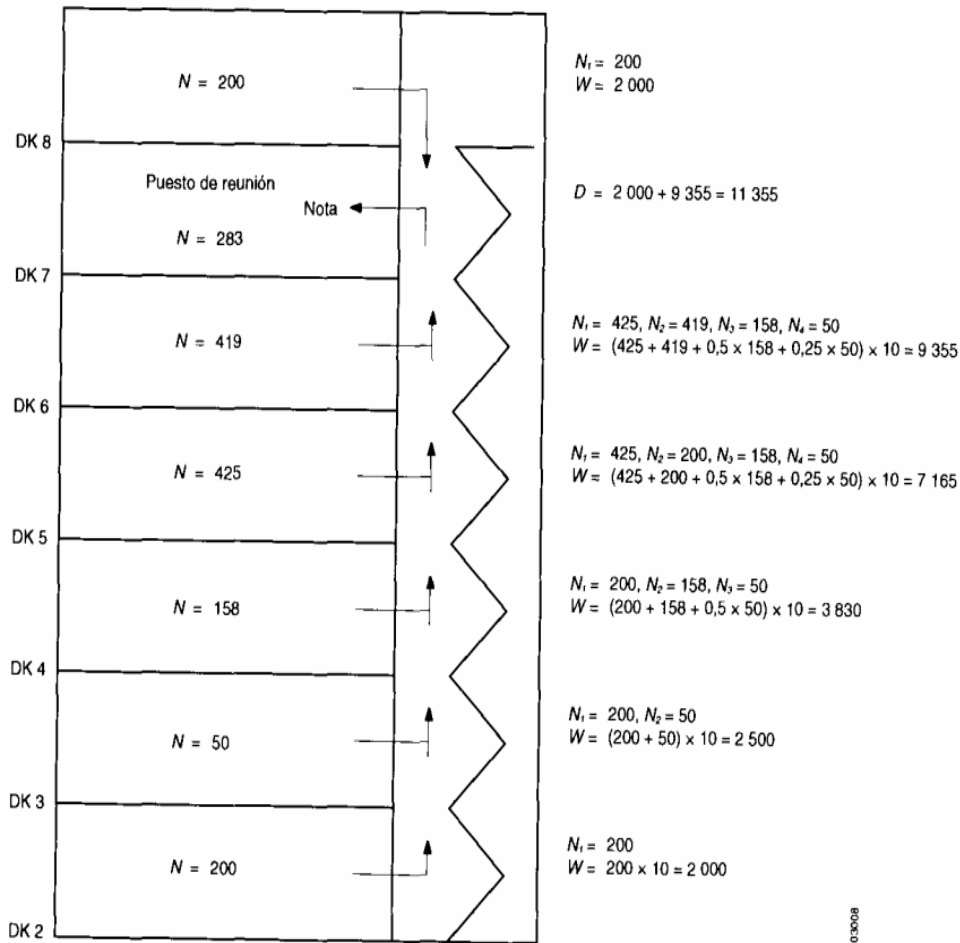 N = 200
N₁ = 200
W = 2 000
DK 8
Puesto de reunión
Nota
N = 283
D = 2 000 + 9 355 = 11 355
DK 7
N = 419
N₁ = 425, N₂ = 419, N₃ = 158, N₄ = 50
W = (425 + 419 + 0,5 × 158 + 0,25 × 50) × 10 = 9 355
DK 6
N = 425
N₁ = 425, N₂ = 200, N₃ = 158, N₄ = 50
W = (425 + 200 + 0,5 × 158 + 0,25 × 50) × 10 = 7 165
DK 5
N = 158
N₁ = 200, N₂ = 158, N₃ = 50
W = (200 + 158 + 0,5 × 50) × 10 = 3 830
DK 4
N = 50
N₁ = 200, N₂ = 50
W = (200 + 50) × 10 = 2 500
DK 3
N = 200
N₁ = 200
W = 200 × 10 = 2 000
DK 2
03008